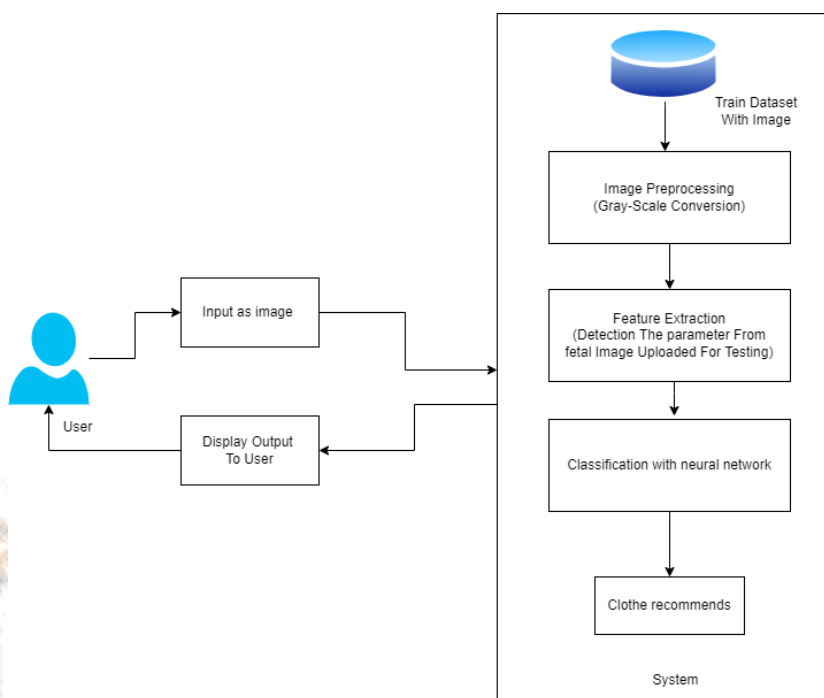 Train Dataset
With Image
Image Preprocessing
(Gray-Scale Conversion)
Input as image
Feature Extraction
(Detection The parameter From
fetal Image Uploaded For Testing)
User
Display Output
To User
Classification with neural network
Clothe recommends
System